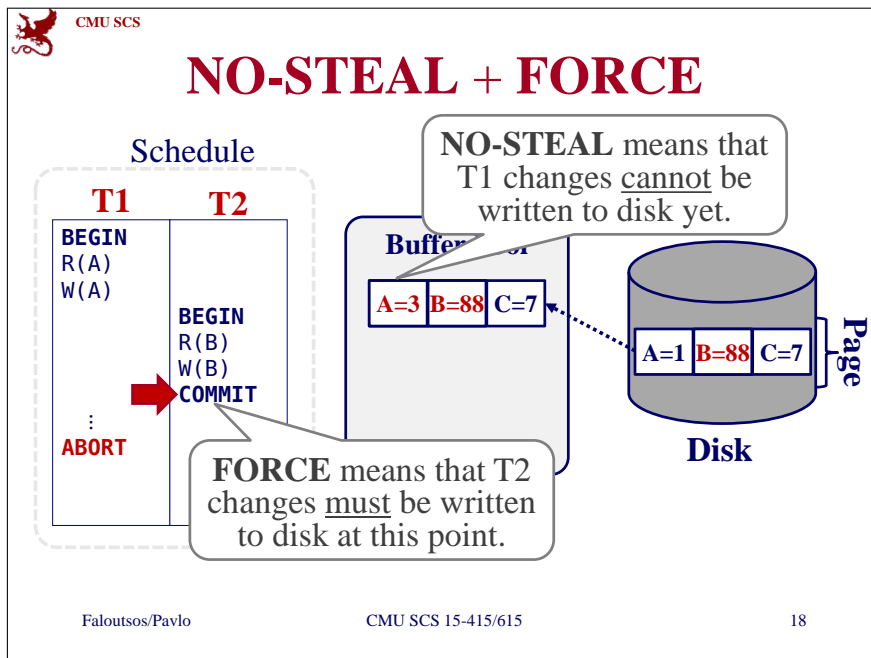 CMU SCS
NO-STEAL + FORCE
Schedule
NO-STEAL means that
T1 changes cannot be
written to disk yet.
T1
T2
BEGIN
R(A)
W(A)
⋮
ABORT
BEGIN
R(B)
W(B)
COMMIT
FORCE means that T2
changes must be written
to disk at this point.
A=3 B=88 C=7
A=1 B=88 C=7
Page
Disk
Faloutsos/Pavlo
CMU SCS 15-415/615
18